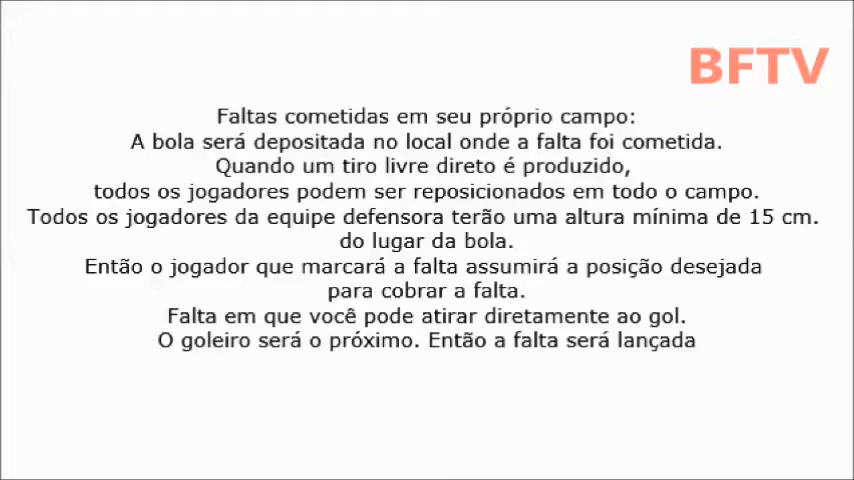 BFTV
Faltas cometidas em seu próprio campo:
A bola será depositada no local onde a falta foi cometida.
Quando um tiro livre direto é produzido,
todos os jogadores podem ser reposicionados em todo o campo.
Todos os jogadores da equipe defensora terão uma altura mínima de 15 cm.
do lugar da bola.
Então o jogador que marcará a falta assumirá a posição desejada
para cobrar a falta.
Falta em que você pode atirar diretamente ao gol.
O goleiro será o próximo. Então a falta será lançada